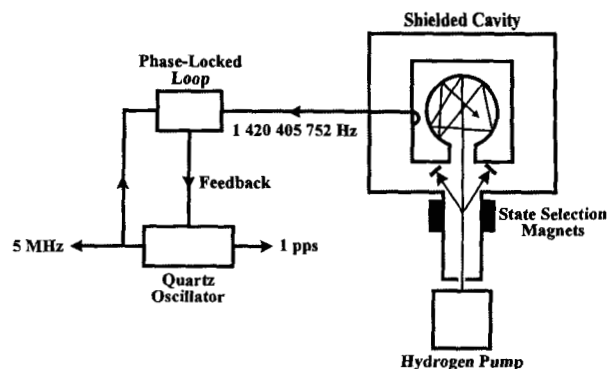 Shielded Cavity
Phase-Locked
Loop
1 420 405 752 Hz
Feedback
State Selection
Magnets
5 MHz
1 pps
Quartz
Oscillator
Hydrogen Pump